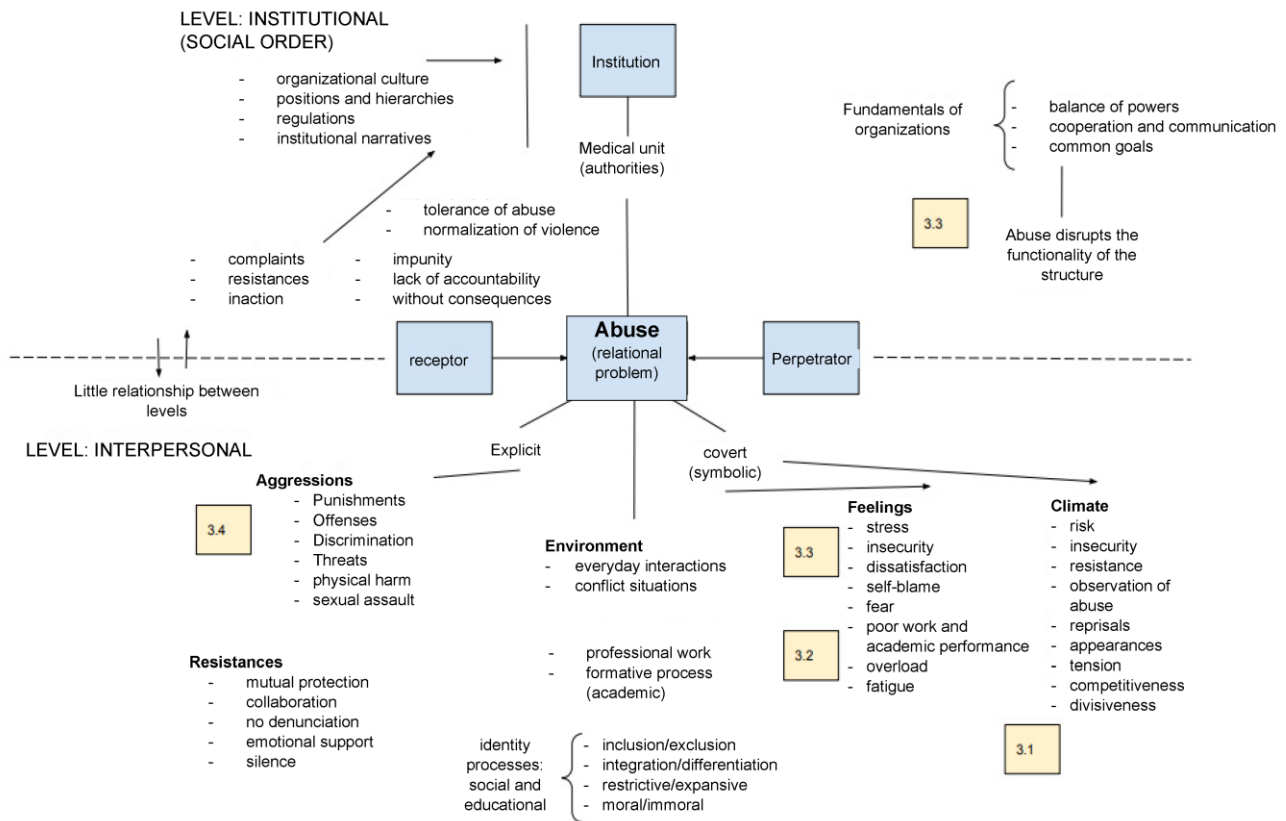 LEVEL: INSTITUTIONAL
(SOCIAL ORDER)
- organizational culture
- positions and hierarchies
- regulations
- institutional narratives
Institution
Medical unit
(authorities)
Fundamentals of
organizations
- balance of powers
- cooperation and communication
- common goals
3.3
Abuse disrupts the
functionality of the
structure
- tolerance of abuse
- normalization of violence
- complaints
- resistances
- inaction
- impunity
- lack of accountability
- without consequences
receptor
Abuse
(relational
problem)
Perpetrator
Little relationship between
levels
LEVEL: INTERPERSONAL
Explicit
covert
(symbolic)
Aggressions
- Punishments
- Offenses
- Discrimination
- Threats
- physical harm
- sexual assault
3.4
Resistances
- mutual protection
- collaboration
- no denunciation
- emotional support
- silence
Environment
- everyday interactions
- conflict situations
- professional work
- formative process
(academic)
identity
processes:
social and
educational
- inclusion/exclusion
- integration/differentiation
- restrictive/expansive
- moral/immoral
3.3
3.2
Feelings
- stress
- insecurity
- dissatisfaction
- self-blame
- fear
- poor work and
academic performance
- overload
- fatigue
Climate
- risk
- insecurity
- resistance
- observation of
abuse
- reprisals
- appearances
- tension
- competitiveness
- divisiveness
3.1